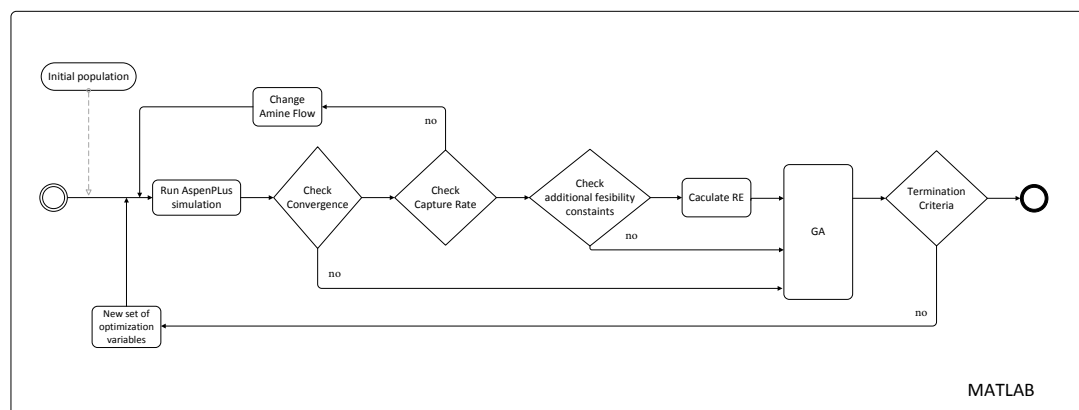 Initial population
Change
Amine Flow
no
Run AspenPLus
simulation
Check
Convergence
Check
Capture Rate
Check
additional fesibility
constaints
Caculate RE
GA
Termination
Criteria
no
no
no
New set of
optimization
variables
MATLAB